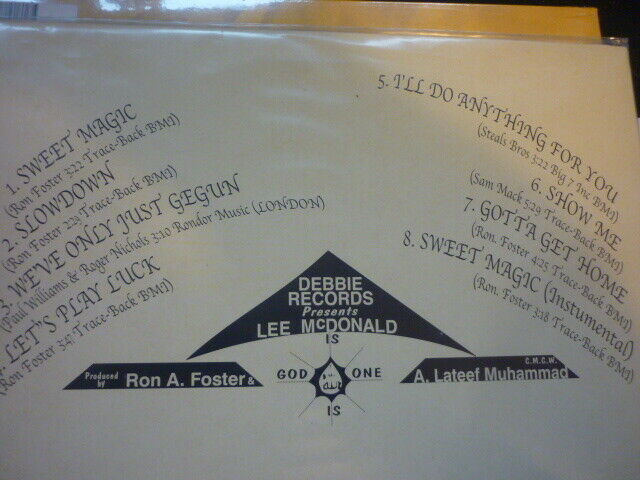 1. SWEET MAGIC
(Ron Foster 3:22 Trace-Back BMI)
2. SLOWDOWN
(Ron Foster 2:29 Trace-Back BMI)
3. WE'VE ONLY JUST GEGUN
(Paul Williams & Roger Nichols 3:10 Rondor Music (LONDON)
4. LET'S PLAY LUCK
(Ron Foster 3:47 Trace-Back BMI)
5. I'LL DO ANYTHING FOR YOU
(Steals Bros 3:22 Big 7 Inc. BMI)
6. SHOW ME
(Sam Mack 5:29 Trace-Back BMI)
7. GOTTA GET HOME
(Ron. Foster 4:25 Trace-Back BMI)
8. SWEET MAGIC (Instumental)
(Ron. Foster 3:18 Trace-Back BMI)
DEBBIE
RECORDS
Presents
LEE McDONALD
Produced
by
Ron A. Foster &
C.M.C.W.
A. Lateef Muhammad
IS
GOD الله ONE
IS